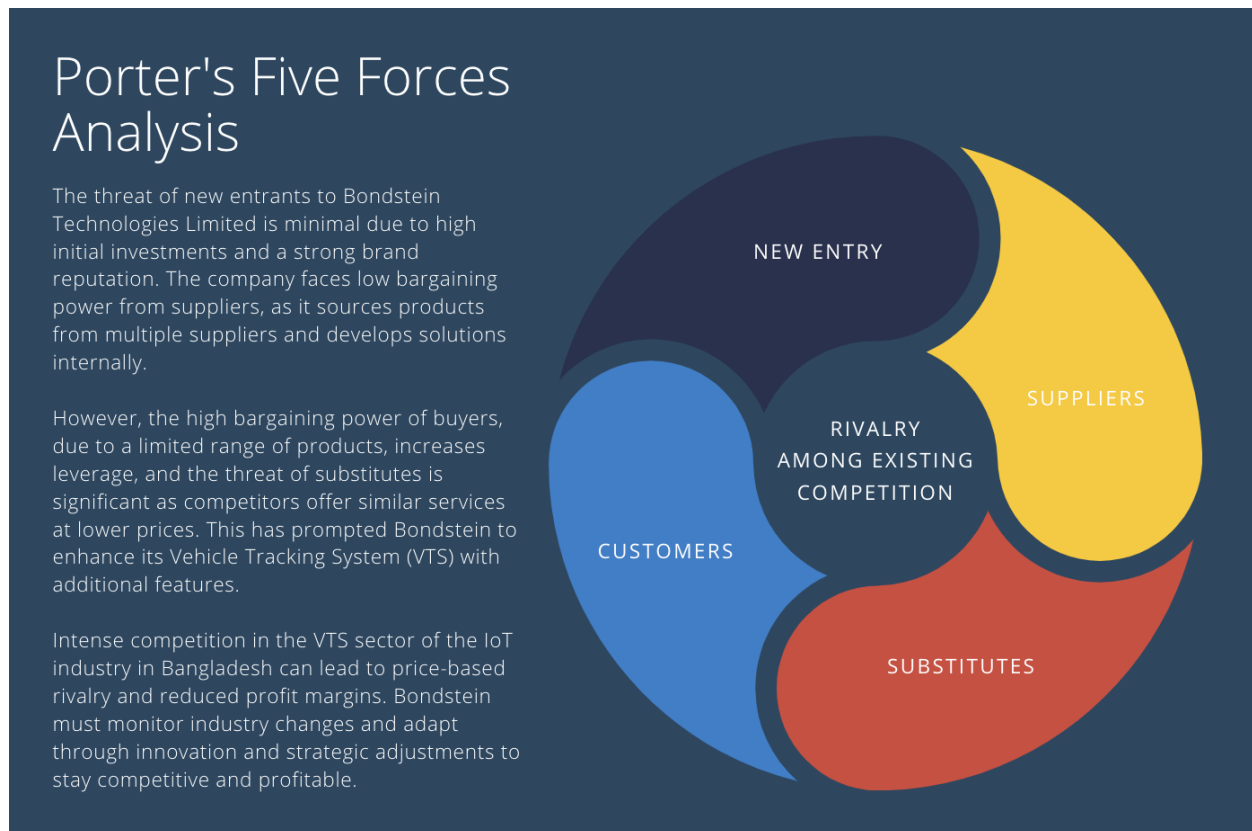 Porter's Five Forces
Analysis
The threat of new entrants to Bondstein
Technologies Limited is minimal due to high
initial investments and a strong brand
reputation. The company faces low bargaining
power from suppliers, as it sources products
from multiple suppliers and develops solutions
internally.
However, the high bargaining power of buyers,
due to a limited range of products, increases
leverage, and the threat of substitutes is
significant as competitors offer similar services
at lower prices. This has prompted Bondstein to
enhance its Vehicle Tracking System (VTS) with
additional features.
Intense competition in the VTS sector of the IoT
industry in Bangladesh can lead to price-based
rivalry and reduced profit margins. Bondstein
must monitor industry changes and adapt
through innovation and strategic adjustments to
stay competitive and profitable.
NEW ENTRY
SUPPLIERS
RIVALRY
AMONG EXISTING
COMPETITION
CUSTOMERS
SUBSTITUTES